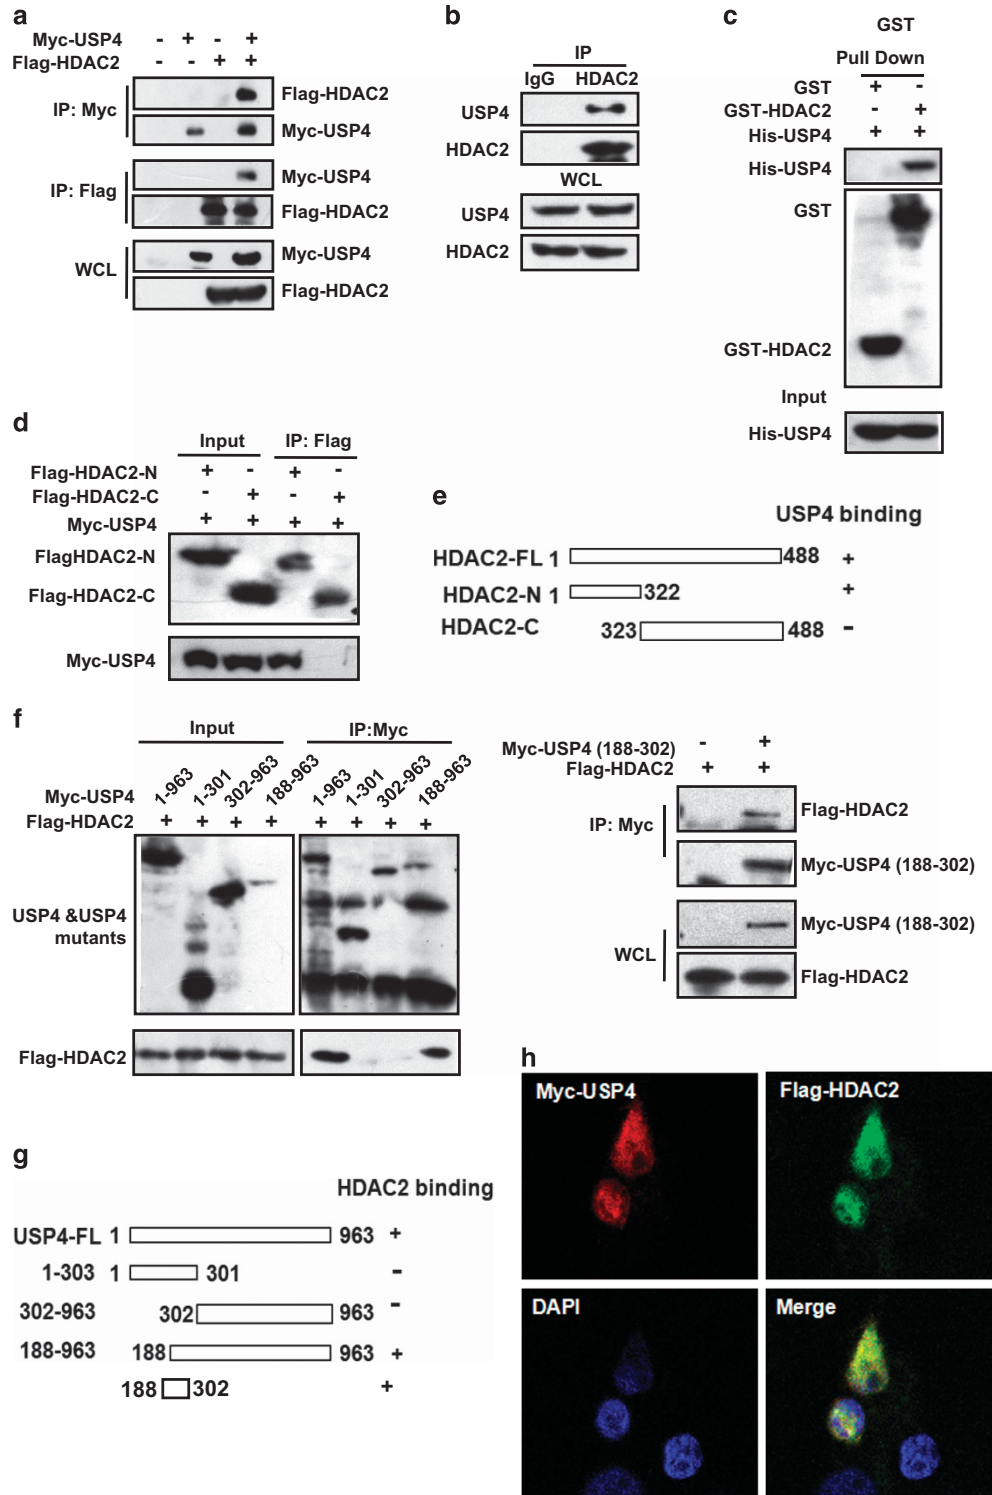 a
Myc-USP4 - + - +
Flag-HDAC2 - - + +
IP: Myc
Flag-HDAC2
Myc-USP4
IP: Flag
Myc-USP4
Flag-HDAC2
WCL
Myc-USP4
Flag-HDAC2
b
IP
IgG HDAC2
USP4
HDAC2
WCL
USP4
HDAC2
c
GST
Pull Down
GST + -
GST-HDAC2 - +
His-USP4 + +
His-USP4
GST
GST-HDAC2
Input
His-USP4
d
Input IP: Flag
Flag-HDAC2-N + - + -
Flag-HDAC2-C - + - +
Myc-USP4 + + + +
FlagHDAC2-N
Flag-HDAC2-C
Myc-USP4
e
USP4 binding
HDAC2-FL 1 488 +
HDAC2-N 1 322 +
HDAC2-C 323 488 -
f
Input IP:Myc
Myc-USP4 1-963 1-301 302-963 188-963 1-963 1-301 302-963 188-963
Flag-HDAC2 + + + + + + + +
USP4 &USP4
mutants
Flag-HDAC2
Myc-USP4 (188-302) - +
Flag-HDAC2 + +
IP: Myc
Flag-HDAC2
Myc-USP4 (188-302)
WCL
Myc-USP4 (188-302)
Flag-HDAC2
g
HDAC2 binding
USP4-FL 1 963 +
1-303 1 301 -
302-963 302 963 -
188-963 188 963 +
188 302 +
h
Myc-USP4
Flag-HDAC2
DAPI
Merge